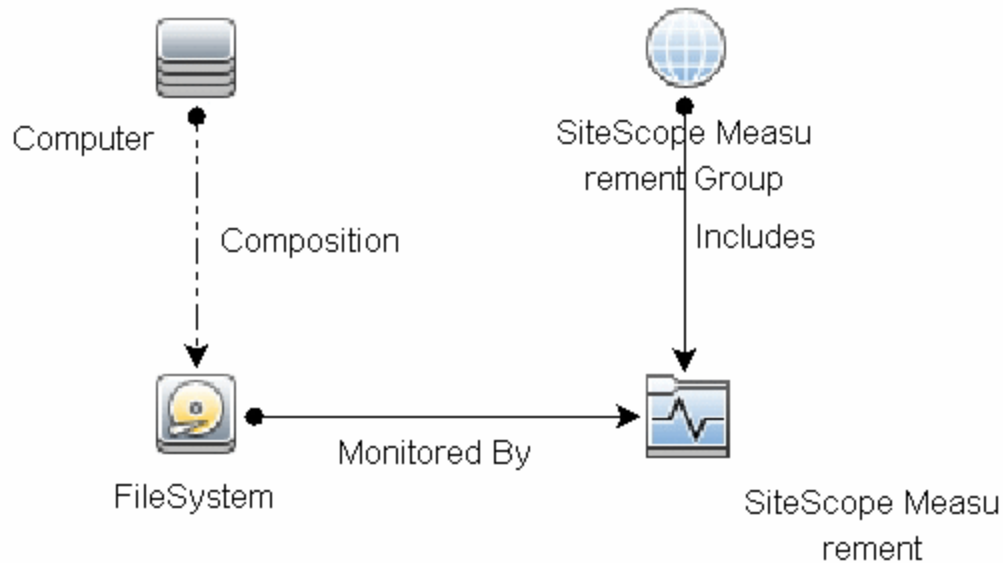 Computer
SiteScope Measu
rement Group
Composition
Includes
Monitored By
FileSystem
SiteScope Measu
rement